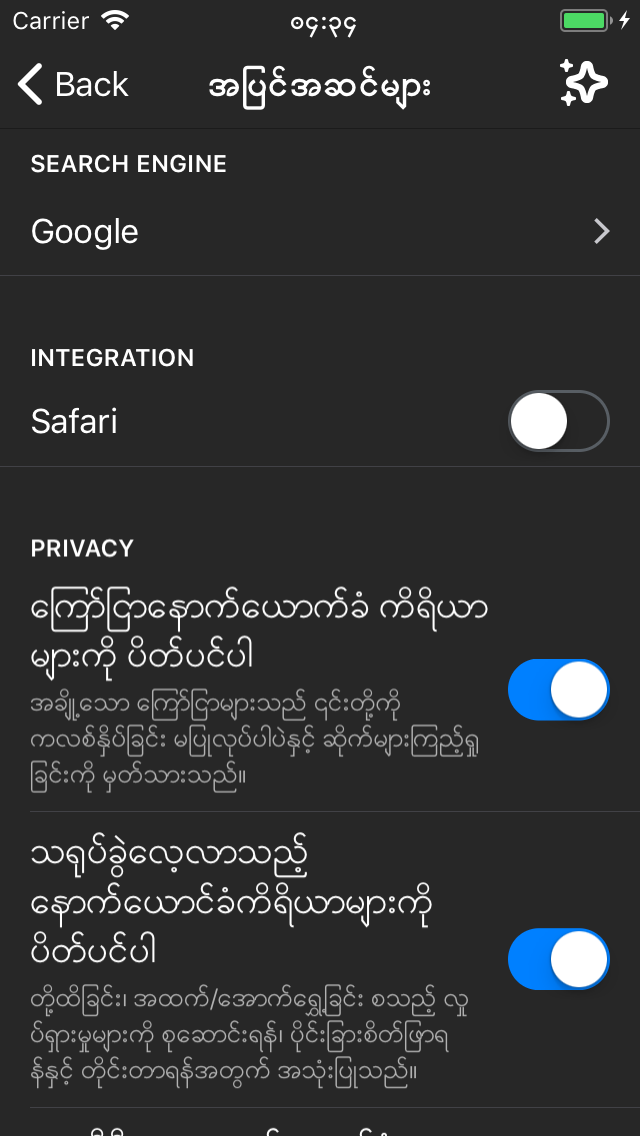 Carrier
၀၄:၃၄
Back
အပြင်အဆင်များ
SEARCH ENGINE
Google
INTEGRATION
Safari
PRIVACY
ကြော်ငြာနောက်ယောက်ခံ ကိရိယာ
များကို ပိတ်ပင်ပါ
အချို့သော ကြော်ငြာများသည် ၎င်းတို့ကို
ကလစ်နှိပ်ခြင်း မပြုလုပ်ပါပဲနှင့် ဆိုက်များကြည့်ရှု
ခြင်းကို မှတ်သားသည်။
သရုပ်ခွဲလေ့လာသည့်
နောက်ယောင်ခံကိရိယာများကို
ပိတ်ပင်ပါ
တို့ထိခြင်း၊ အထက်/အောက်ရွှေ့ခြင်း စသည့် လှု
ပ်ရှားမှုများကို စုဆောင်းရန်၊ ပိုင်းခြားစိတ်ဖြာရ
န်နှင့် တိုင်းတာရန်အတွက် အသုံးပြုသည်။